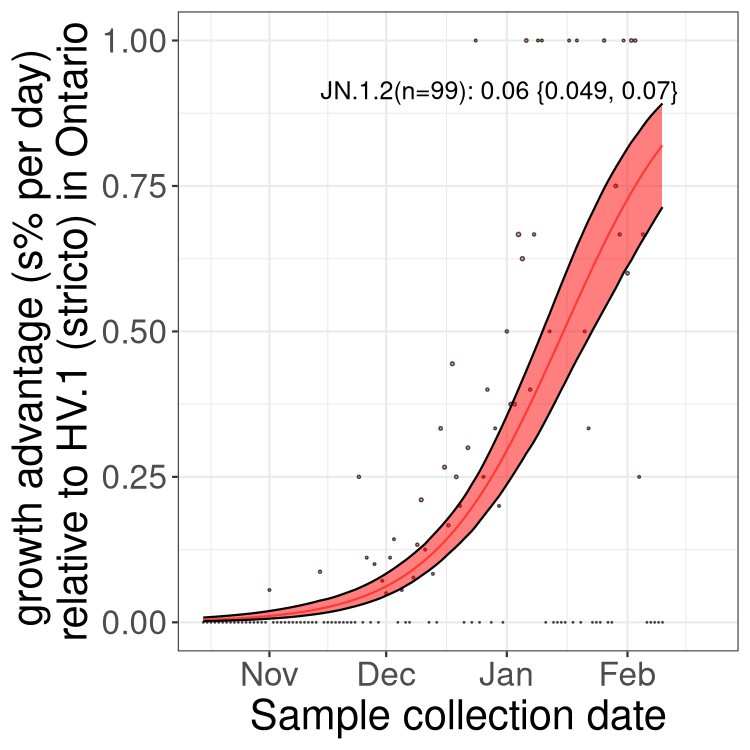 growth advantage (s% per day)
relative to HV.1 (stricto) in Ontario
1.00
0.75
0.50
0.25
0.00
JN.1.2(n=99): 0.06 {0.049, 0.07}
Nov Dec Jan Feb
Sample collection date